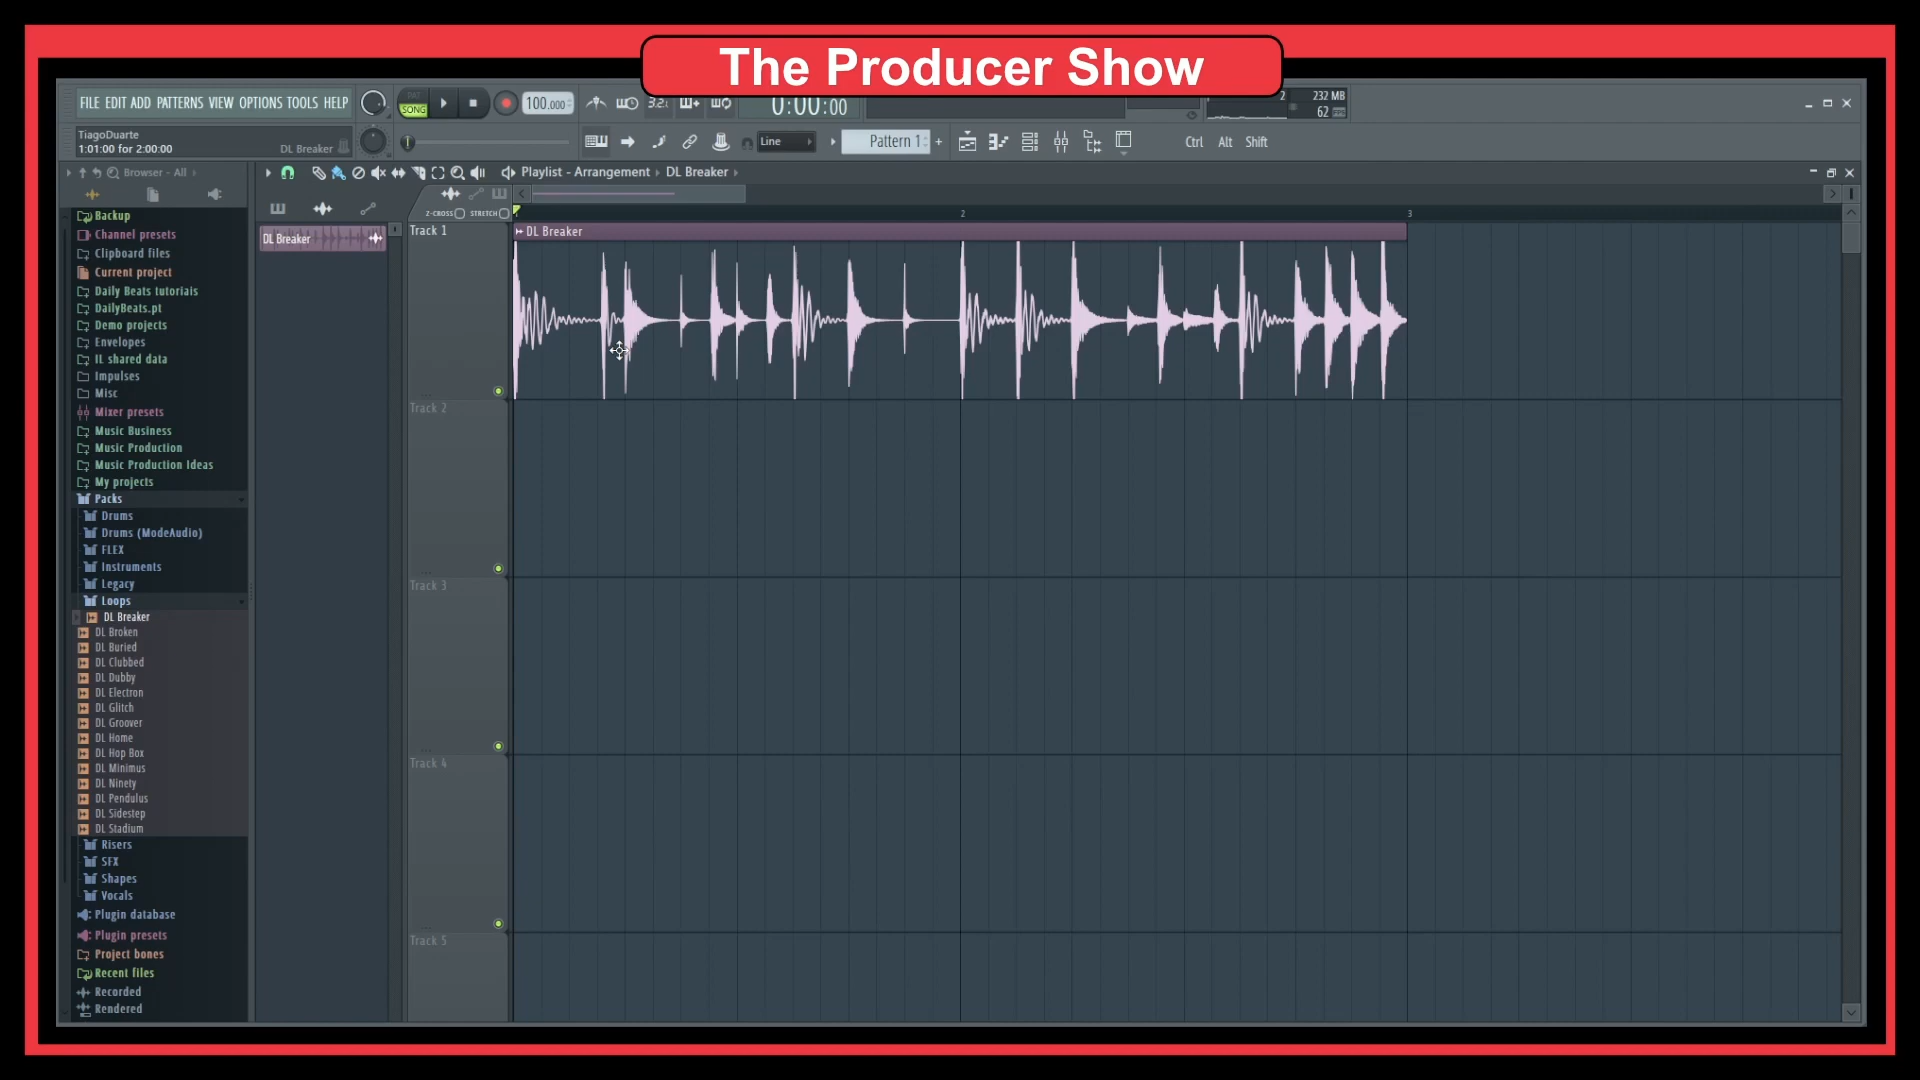 The Producer Show
FILE EDIT ADD PATTERNS VIEW OPTIONS TOOLS HELP
PAT
SONG
100.000
3.2.
0:00:00
2
232 MB
62
TiagoDuarte
1:01:00 for 2:00:00
DL Breaker
Line
Pattern 1
+
Ctrl Alt Shift
Browser - All
Playlist - Arrangement
DL Breaker
Z-CROSS
STRETCH
2
3
Backup
Channel presets
Clipboard files
Current project
Daily Beats tutoriais
DailyBeats.pt
Demo projects
Envelopes
IL shared data
Impulses
Misc
Mixer presets
Music Business
Music Production
Music Production Ideas
My projects
Packs
Drums
Drums (ModeAudio)
FLEX
Instruments
Legacy
Loops
DL Breaker
DL Broken
DL Buried
DL Clubbed
DL Dubby
DL Electron
DL Glitch
DL Groover
DL Home
DL Hop Box
DL Minimus
DL Ninety
DL Pendulus
DL Sidestep
DL Stadium
Risers
SFX
Shapes
Vocals
Plugin database
Plugin presets
Project bones
Recent files
Recorded
Rendered
DL Breaker
Track 1
DL Breaker
Track 2
Track 3
Track 4
Track 5